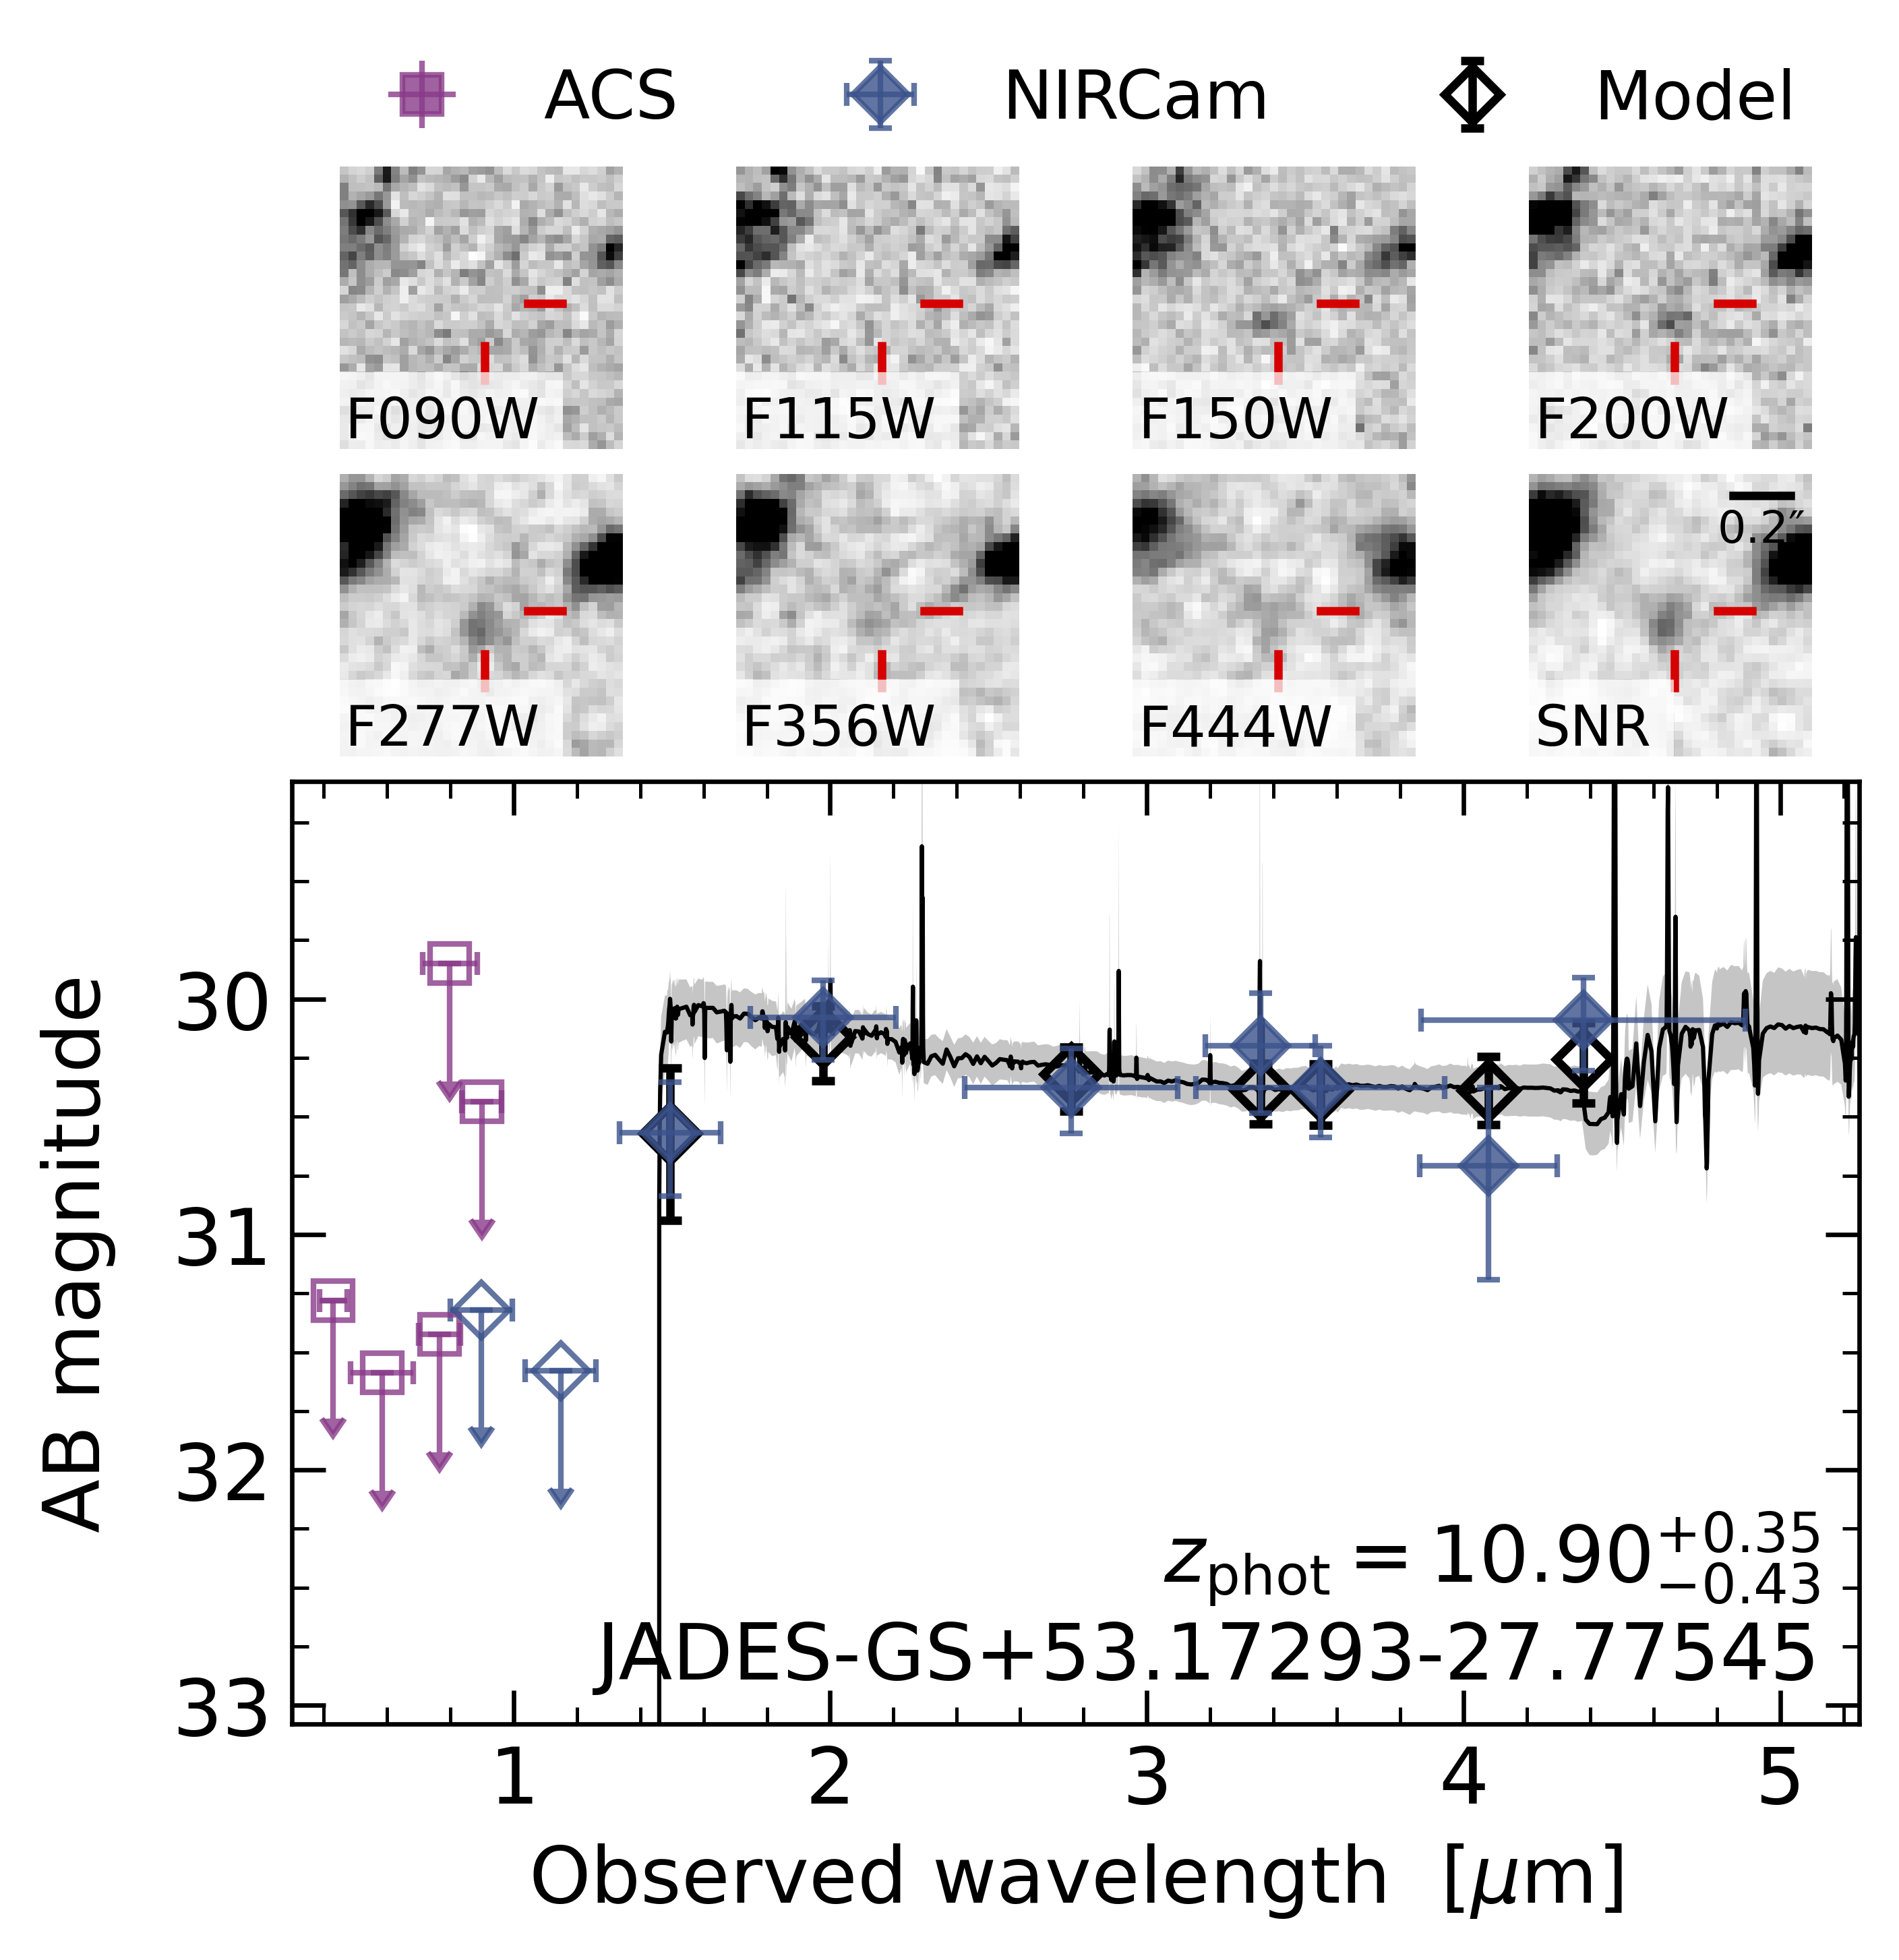 ACS NIRCam Model
F090W F115W F150W F200W
0.2″
F277W F356W F444W SNR
AB magnitude
30
31
32
33
z_phot = 10.90 +0.35 −0.43
JADES-GS+53.17293-27.77545
1 2 3 4 5
Observed wavelength [μm]